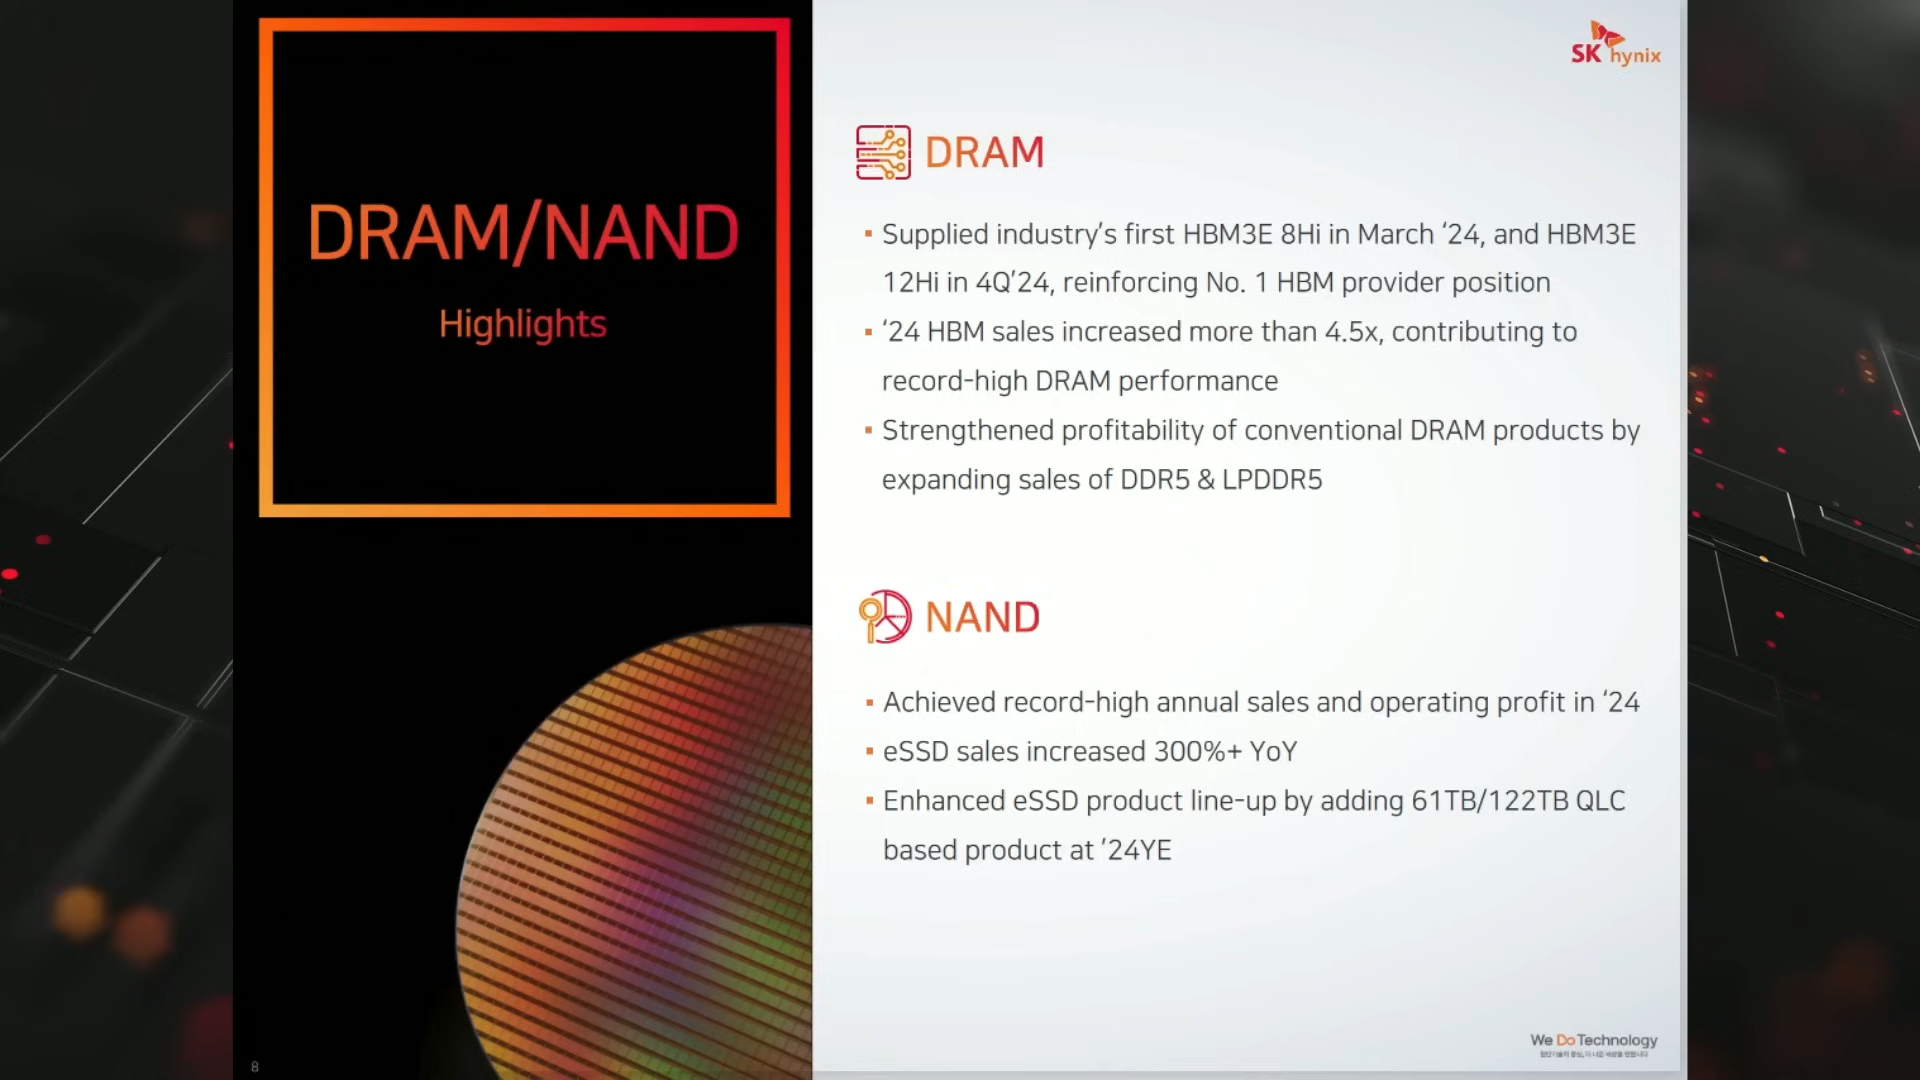 DRAM/NAND
Highlights
8
SK hynix
DRAM
▪ Supplied industry’s first HBM3E 8Hi in March ‘24, and HBM3E
12Hi in 4Q’24, reinforcing No. 1 HBM provider position
▪ ‘24 HBM sales increased more than 4.5x, contributing to
record-high DRAM performance
▪ Strengthened profitability of conventional DRAM products by
expanding sales of DDR5 & LPDDR5
NAND
▪ Achieved record-high annual sales and operating profit in ‘24
▪ eSSD sales increased 300%+ YoY
▪ Enhanced eSSD product line-up by adding 61TB/122TB QLC
based product at ’24YE
We Do Technology